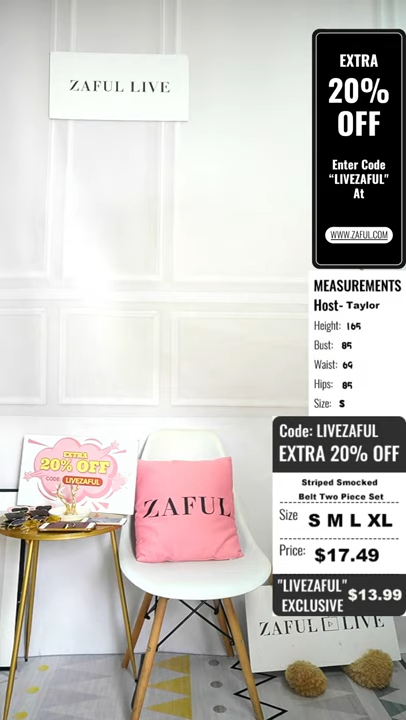 ZAFUL LIVE
EXTRA
20%
OFF
Enter Code
“LIVEZAFUL”
At
WWW.ZAFUL.COM
MEASUREMENTS
Host- Taylor
Height: 165
Bust: 85
Waist: 69
Hips: 85
Size: S
Code: LIVEZAFUL
EXTRA 20% OFF
Striped Smocked
Belt Two Piece Set
Size S M L XL
Price: $17.49
"LIVEZAFUL"
EXCLUSIVE $13.99
EXTRA
20% OFF
CODE: LIVEZAFUL
ZAFUL
ZAFUL LIVE